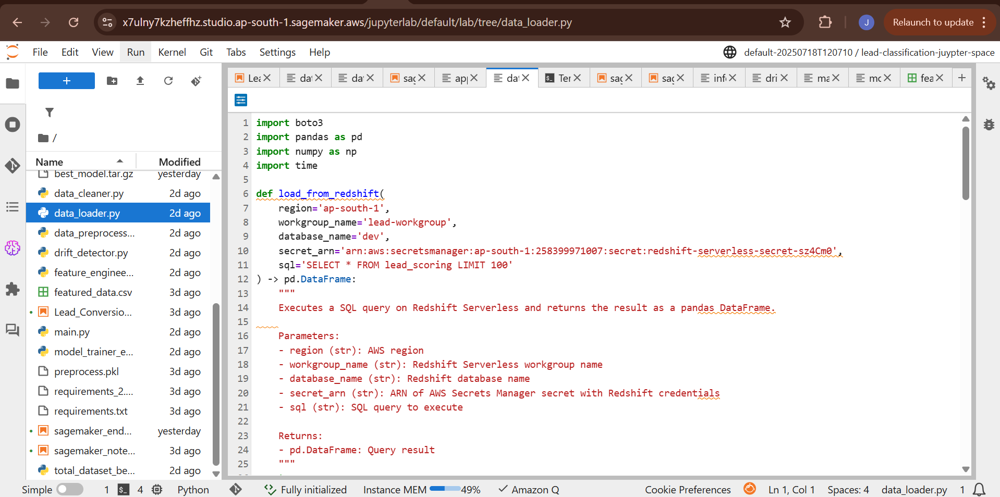 x7ulny7kzheffhz.studio.ap-south-1.sagemaker.aws/jupyterlab/default/lab/tree/data_loader.py
J
Relaunch to update
File Edit View Run Kernel Git Tabs Settings Help
default-20250718T120710 / lead-classification-juypter-space
+
Lea
dat
dat
sag
app
dat
Ter
sag
sag
info
drif
ma
mo
fea
+
/
Name Modified
best_model.tar.gz yesterday
data_cleaner.py 2d ago
data_loader.py 2d ago
data_preprocess... 2d ago
drift_detector.py 2d ago
feature_enginee... 2d ago
featured_data.csv 3d ago
Lead_Conversio... 3d ago
main.py 2d ago
model_trainer_e... 2d ago
preprocess.pkl 3d ago
requirements_2.... 3d ago
requirements.txt 3d ago
sagemaker_end... yesterday
sagemaker_note... 3d ago
total_dataset_be... 2d ago
1 import boto3
2 import pandas as pd
3 import numpy as np
4 import time
5
6 def load_from_redshift(
7     region='ap-south-1',
8     workgroup_name='lead-workgroup',
9     database_name='dev',
10     secret_arn='arn:aws:secretsmanager:ap-south-1:258399971007:secret:redshift-serverless-secret-sz4Cm0',
11     sql='SELECT * FROM lead_scoring LIMIT 100'
12 ) -> pd.DataFrame:
13     """
14     Executes a SQL query on Redshift Serverless and returns the result as a pandas DataFrame.
15
16     Parameters:
17     - region (str): AWS region
18     - workgroup_name (str): Redshift Serverless workgroup name
19     - database_name (str): Redshift database name
20     - secret_arn (str): ARN of AWS Secrets Manager secret with Redshift credentials
21     - sql (str): SQL query to execute
22
23     Returns:
24     - pd.DataFrame: Query result
25     """
Simple 1 $_ 4 Python Fully initialized Instance MEM 49% Amazon Q Cookie Preferences Ln 1, Col 1 Spaces: 4 data_loader.py 1